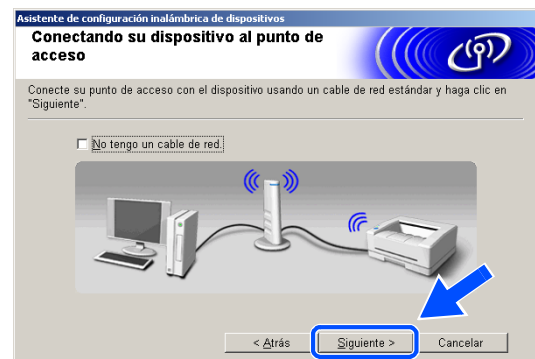 Asistente de configuración inalámbrica de dispositivos
Conectando su dispositivo al punto de
acceso
Conecte su punto de acceso con el dispositivo usando un cable de red estándar y haga clic en
"Siguiente".
No tengo un cable de red.
< Atrás
Siguiente >
Cancelar